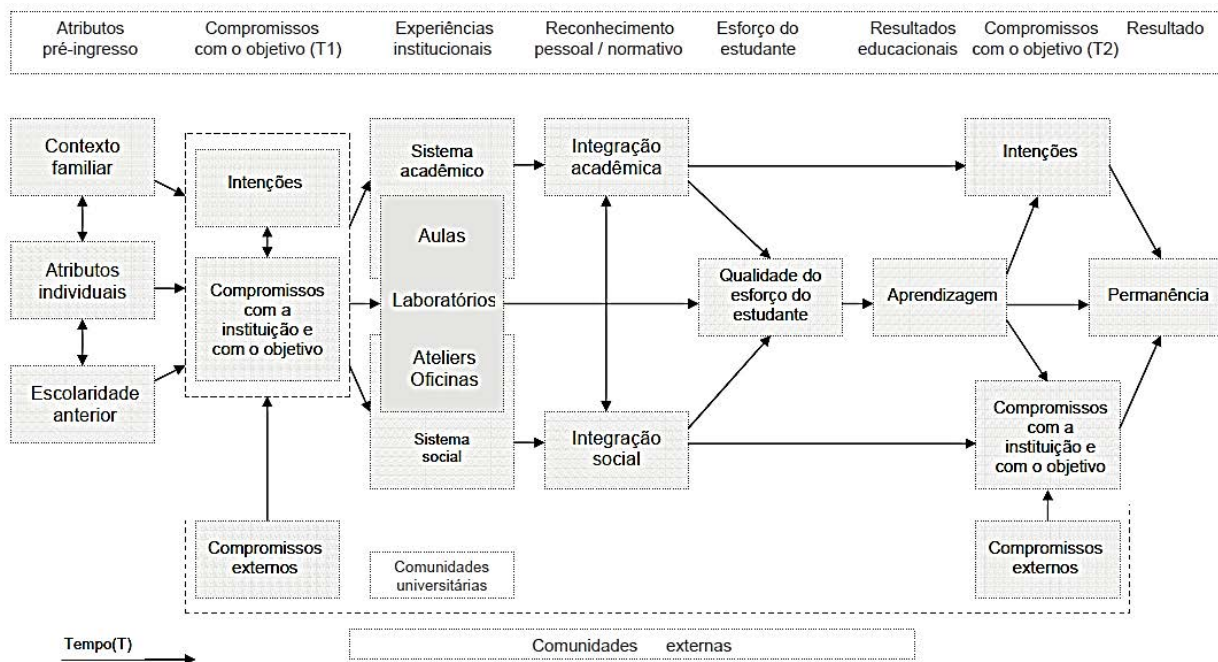 Atributos
pré-ingresso
Compromissos
com o objetivo (T1)
Experiências
institucionais
Reconhecimento
pessoal / normativo
Esforço do
estudante
Resultados
educacionais
Compromissos
com o objetivo (T2)
Resultado
Contexto
familiar
Atributos
individuais
Escolaridade
anterior
Intenções
Compromissos
com a
instituição e
com o objetivo
Compromissos
externos
Sistema
acadêmico
Aulas
Laboratórios
Ateliers
Oficinas
Sistema
social
Comunidades
universitárias
Integração
acadêmica
Integração
social
Qualidade do
esforço do
estudante
Aprendizagem
Intenções
Compromissos
com a
instituição e
com o objetivo
Compromissos
externos
Permanência
Tempo(T)
Comunidades externas